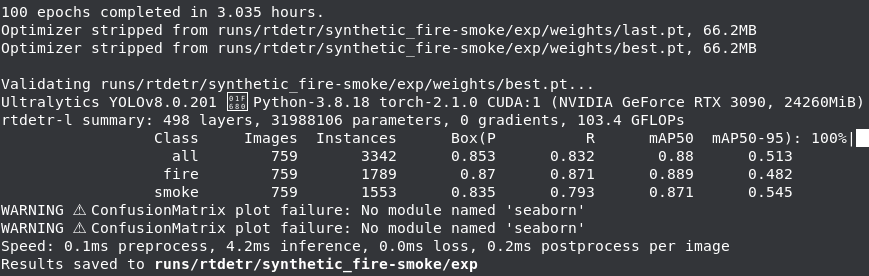 100 epochs completed in 3.035 hours.
Optimizer stripped from runs/rtdetr/synthetic_fire-smoke/exp/weights/last.pt, 66.2MB
Optimizer stripped from runs/rtdetr/synthetic_fire-smoke/exp/weights/best.pt, 66.2MB
Validating runs/rtdetr/synthetic_fire-smoke/exp/weights/best.pt...
Ultralytics YOLOv8.0.201 01F680 Python-3.8.18 torch-2.1.0 CUDA:1 (NVIDIA GeForce RTX 3090, 24260MiB)
rtdetr-l summary: 498 layers, 31988106 parameters, 0 gradients, 103.4 GFLOPs
Class Images Instances Box(P R mAP50 mAP50-95): 100%|
all 759 3342 0.853 0.832 0.88 0.513
fire 759 1789 0.87 0.871 0.889 0.482
smoke 759 1553 0.835 0.793 0.871 0.545
WARNING ⚠ ConfusionMatrix plot failure: No module named 'seaborn'
WARNING ⚠ ConfusionMatrix plot failure: No module named 'seaborn'
Speed: 0.1ms preprocess, 4.2ms inference, 0.0ms loss, 0.2ms postprocess per image
Results saved to runs/rtdetr/synthetic_fire-smoke/exp